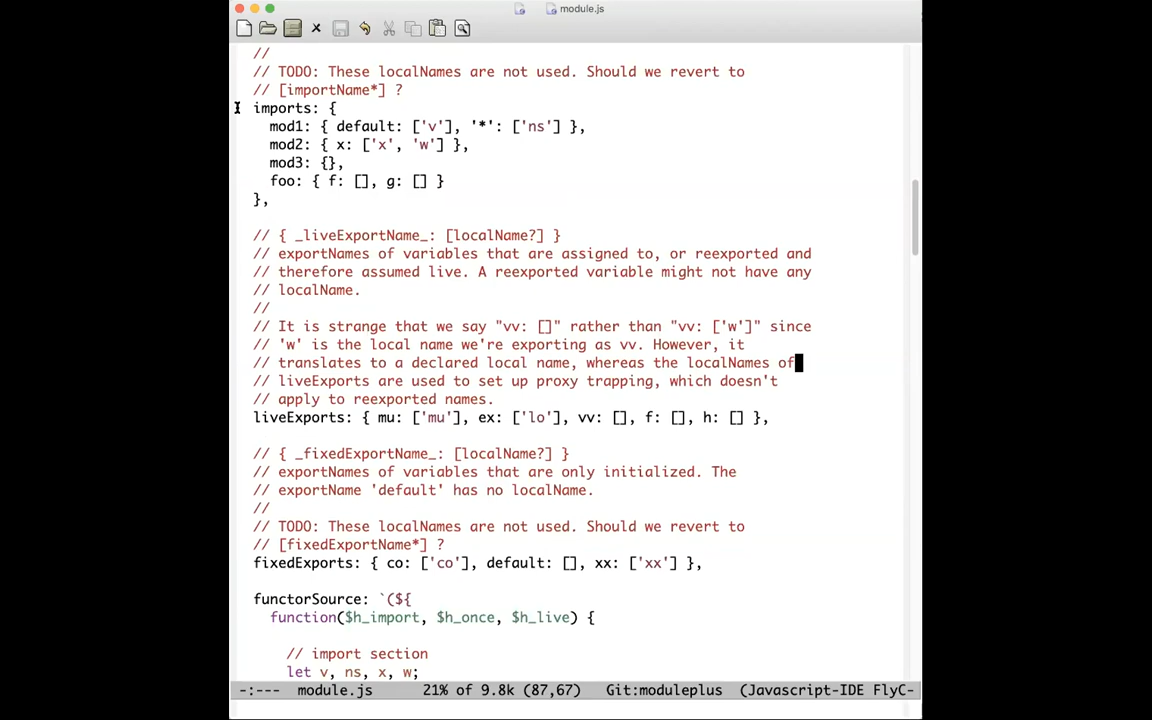 module.js
//
// TODO: These localNames are not used. Should we revert to
// [importName*] ?
imports: {
mod1: { default: ['v'], '*': ['ns'] },
mod2: { x: ['x', 'w'] },
mod3: {},
foo: { f: [], g: [] }
},
// { _liveExportName_: [localName?] }
// exportNames of variables that are assigned to, or reexported and
// therefore assumed live. A reexported variable might not have any
// localName.
//
// It is strange that we say "vv: []" rather than "vv: ['w']" since
// 'w' is the local name we're exporting as vv. However, it
// translates to a declared local name, whereas the localNames of
// liveExports are used to set up proxy trapping, which doesn't
// apply to reexported names.
liveExports: { mu: ['mu'], ex: ['lo'], vv: [], f: [], h: [] },
// { _fixedExportName_: [localName?] }
// exportNames of variables that are only initialized. The
// exportName 'default' has no localName.
//
// TODO: These localNames are not used. Should we revert to
// [fixedExportName*] ?
fixedExports: { co: ['co'], default: [], xx: ['xx'] },
functorSource: `(${
function($h_import, $h_once, $h_live) {
// import section
let v, ns, x, w;
-:--- module.js 21% of 9.8k (87,67) Git:moduleplus (Javascript-IDE FlyC-